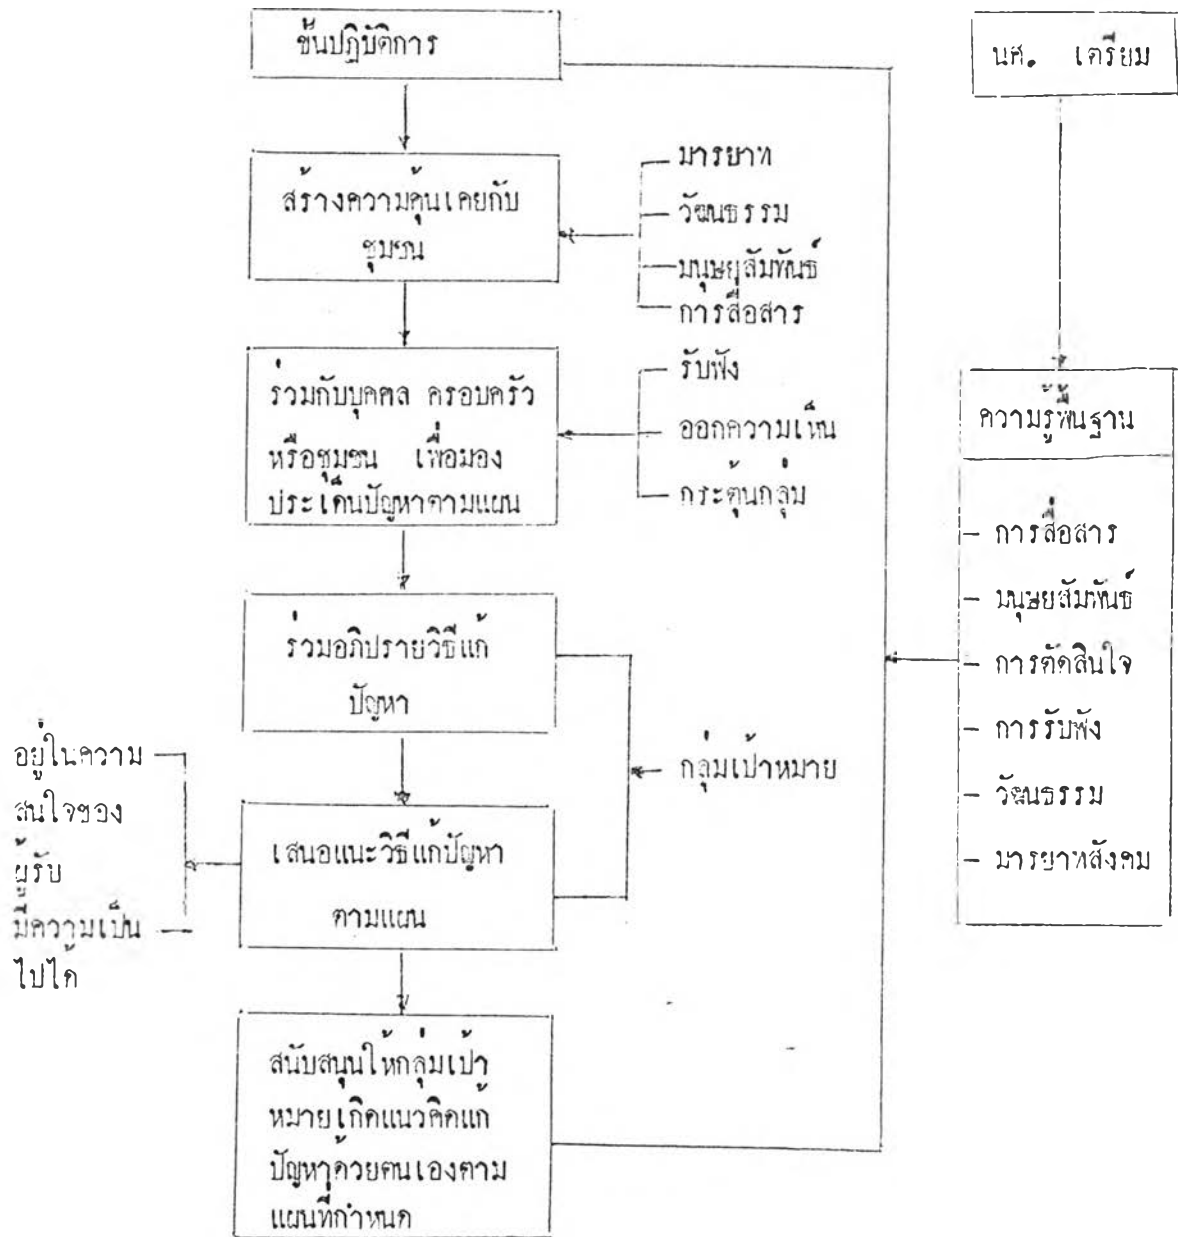 ขั้นปฏิบัติการ
นศ. เตรียม
สร้างความคุ้นเคยกับ
ชุมชน
- มารยาท
- วัฒนธรรม
- มนุษยสัมพันธ์
- การสื่อสาร
ร่วมกับบุคคล ครอบครัว
หรือชุมชน เพื่อมอง
ประเด็นปัญหาตามแผน
- รับฟัง
ออกความเห็น
- กระตุ้นกลุ่ม
ความรู้พื้นฐาน
- การสื่อสาร
- มนุษยสัมพันธ์
- การตัดสินใจ
- การรับฟัง
- วัฒนธรรม
- มารยาทสังคม
ร่วมอภิปรายวิธีแก้
ปัญหา
กลุ่มเป้าหมาย
เสนอแนะวิธีแก้ปัญหา
ตามแผน
อยู่ในความ
สนใจของ
ผู้รับ
มีความเป็น
ไปได้
สนับสนุนให้กลุ่มเป้า
หมายเกิดแนวคิดแก้
ปัญหาด้วยตนเองตาม
แผนที่กำหนด